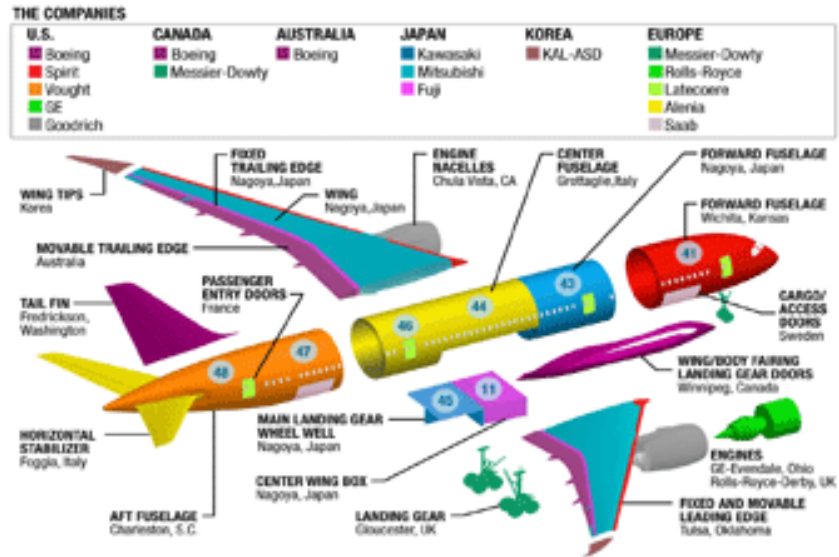 THE COMPANIES
U.S.
Boeing
Spirit
Vought
GE
Goodrich
CANADA
Boeing
Messier-Dowty
AUSTRALIA
Boeing
JAPAN
Kawasaki
Mitsubishi
Fuji
KOREA
KAL-ASD
EUROPE
Messier-Dowty
Rolls-Royce
Latecoere
Alenia
Saab
WING TIPS
Korea
FIXED
TRAILING EDGE
Nagoya,Japan
WING
Nagoya,Japan
ENGINE
NACELLES
Chula Vista, CA
CENTER
FUSELAGE
Grottaglie,Italy
FORWARD FUSELAGE
Nagoya, Japan
FORWARD FUSELAGE
Wichita, Kansas
MOVABLE TRAILING EDGE
Australia
PASSENGER
ENTRY DOORS
France
TAIL FIN
Fredrickson,
Washington
41
43
44
46
47
48
45
11
CARGO/
ACCESS
DOORS
Sweden
WING/BODY FAIRING
LANDING GEAR DOORS
Winnipeg, Canada
HORIZONTAL
STABILIZER
Foggia, Italy
MAIN LANDING GEAR
WHEEL WELL
Nagoya, Japan
CENTER WING BOX
Nagoya, Japan
AFT FUSELAGE
Charleston, S.C.
LANDING GEAR
Gloucester, UK
ENGINES
GE-Evendale, Ohio
Rolls-Royce-Derby, UK
FIXED AND MOVABLE
LEADING EDGE
Tulsa, Oklahoma